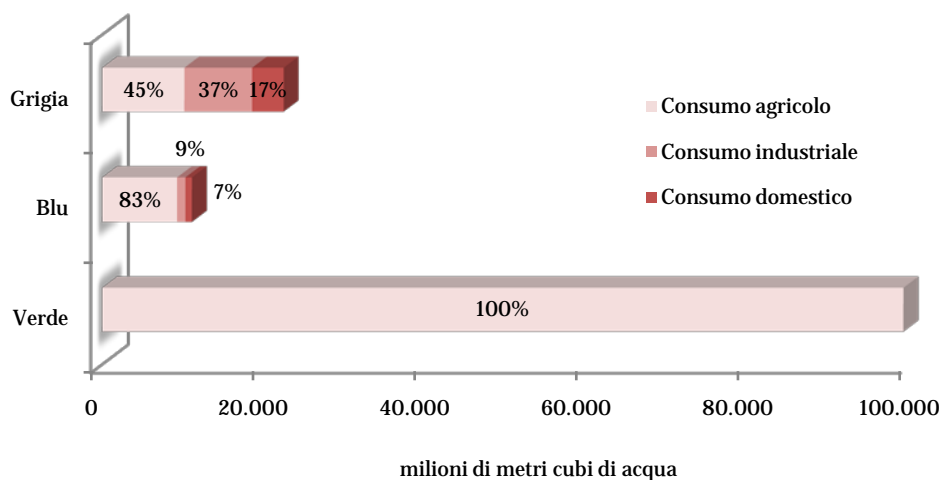 Grigia
45%
37%
17%
9%
Blu
83%
7%
Verde
100%
Consumo agricolo
Consumo industriale
Consumo domestico
0
20.000
40.000
60.000
80.000
100.000
milioni di metri cubi di acqua